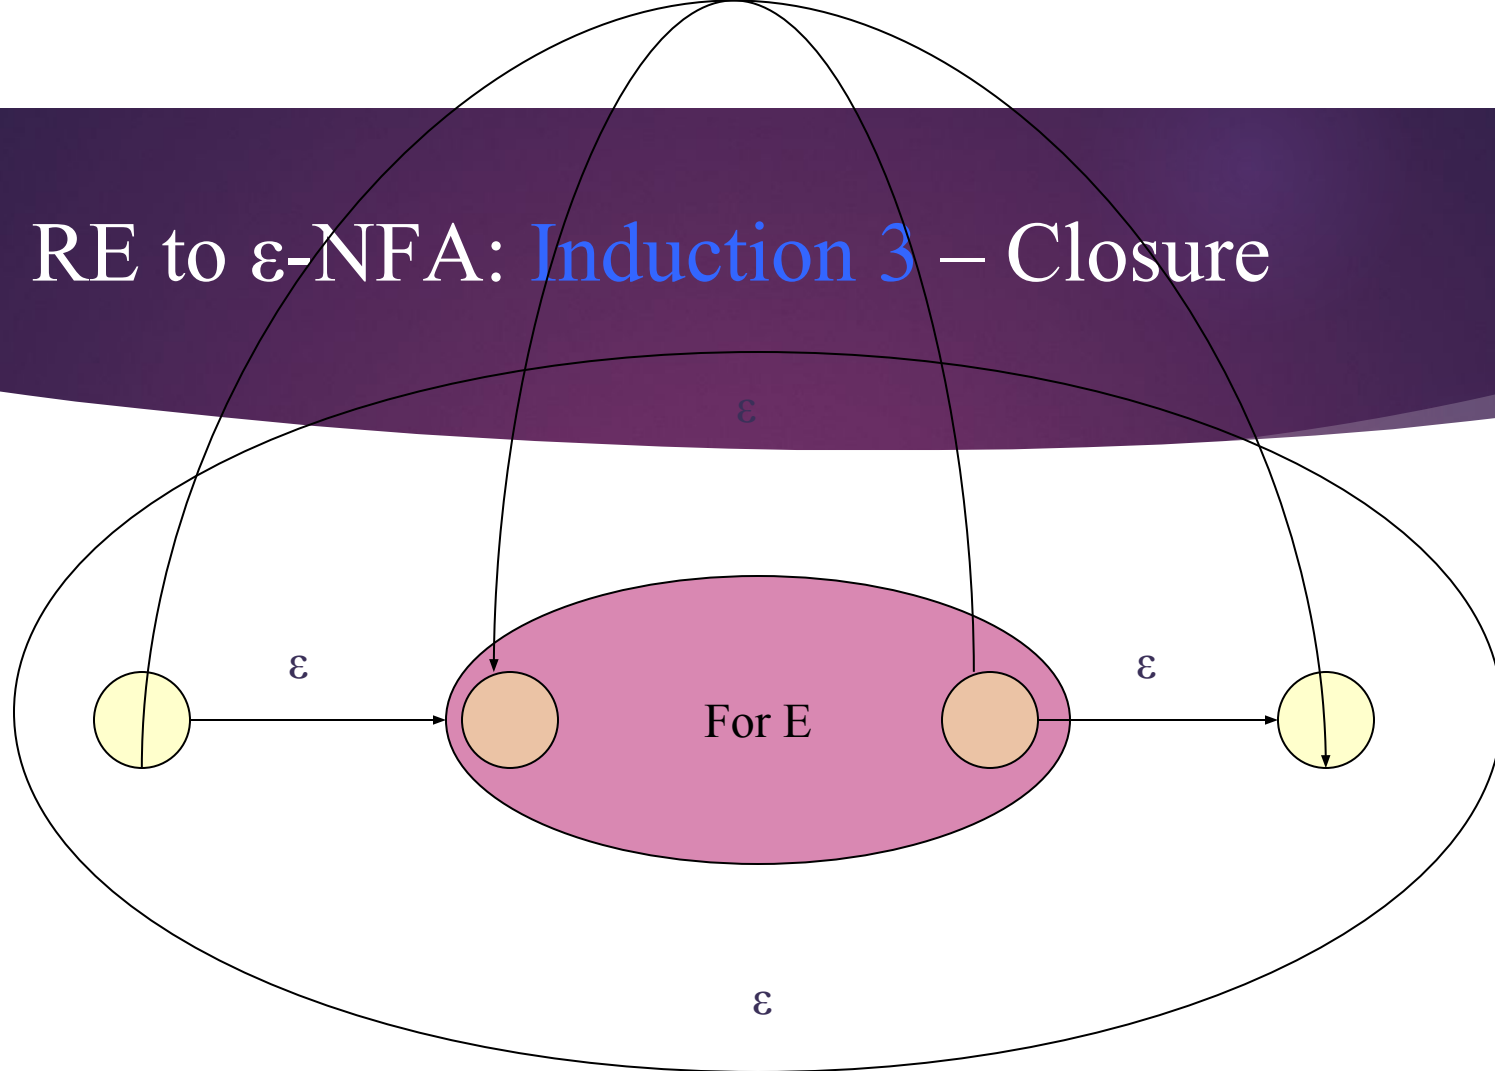 RE to ε-NFA: Induction 3 – Closure
ε
ε
ε
For E
ε